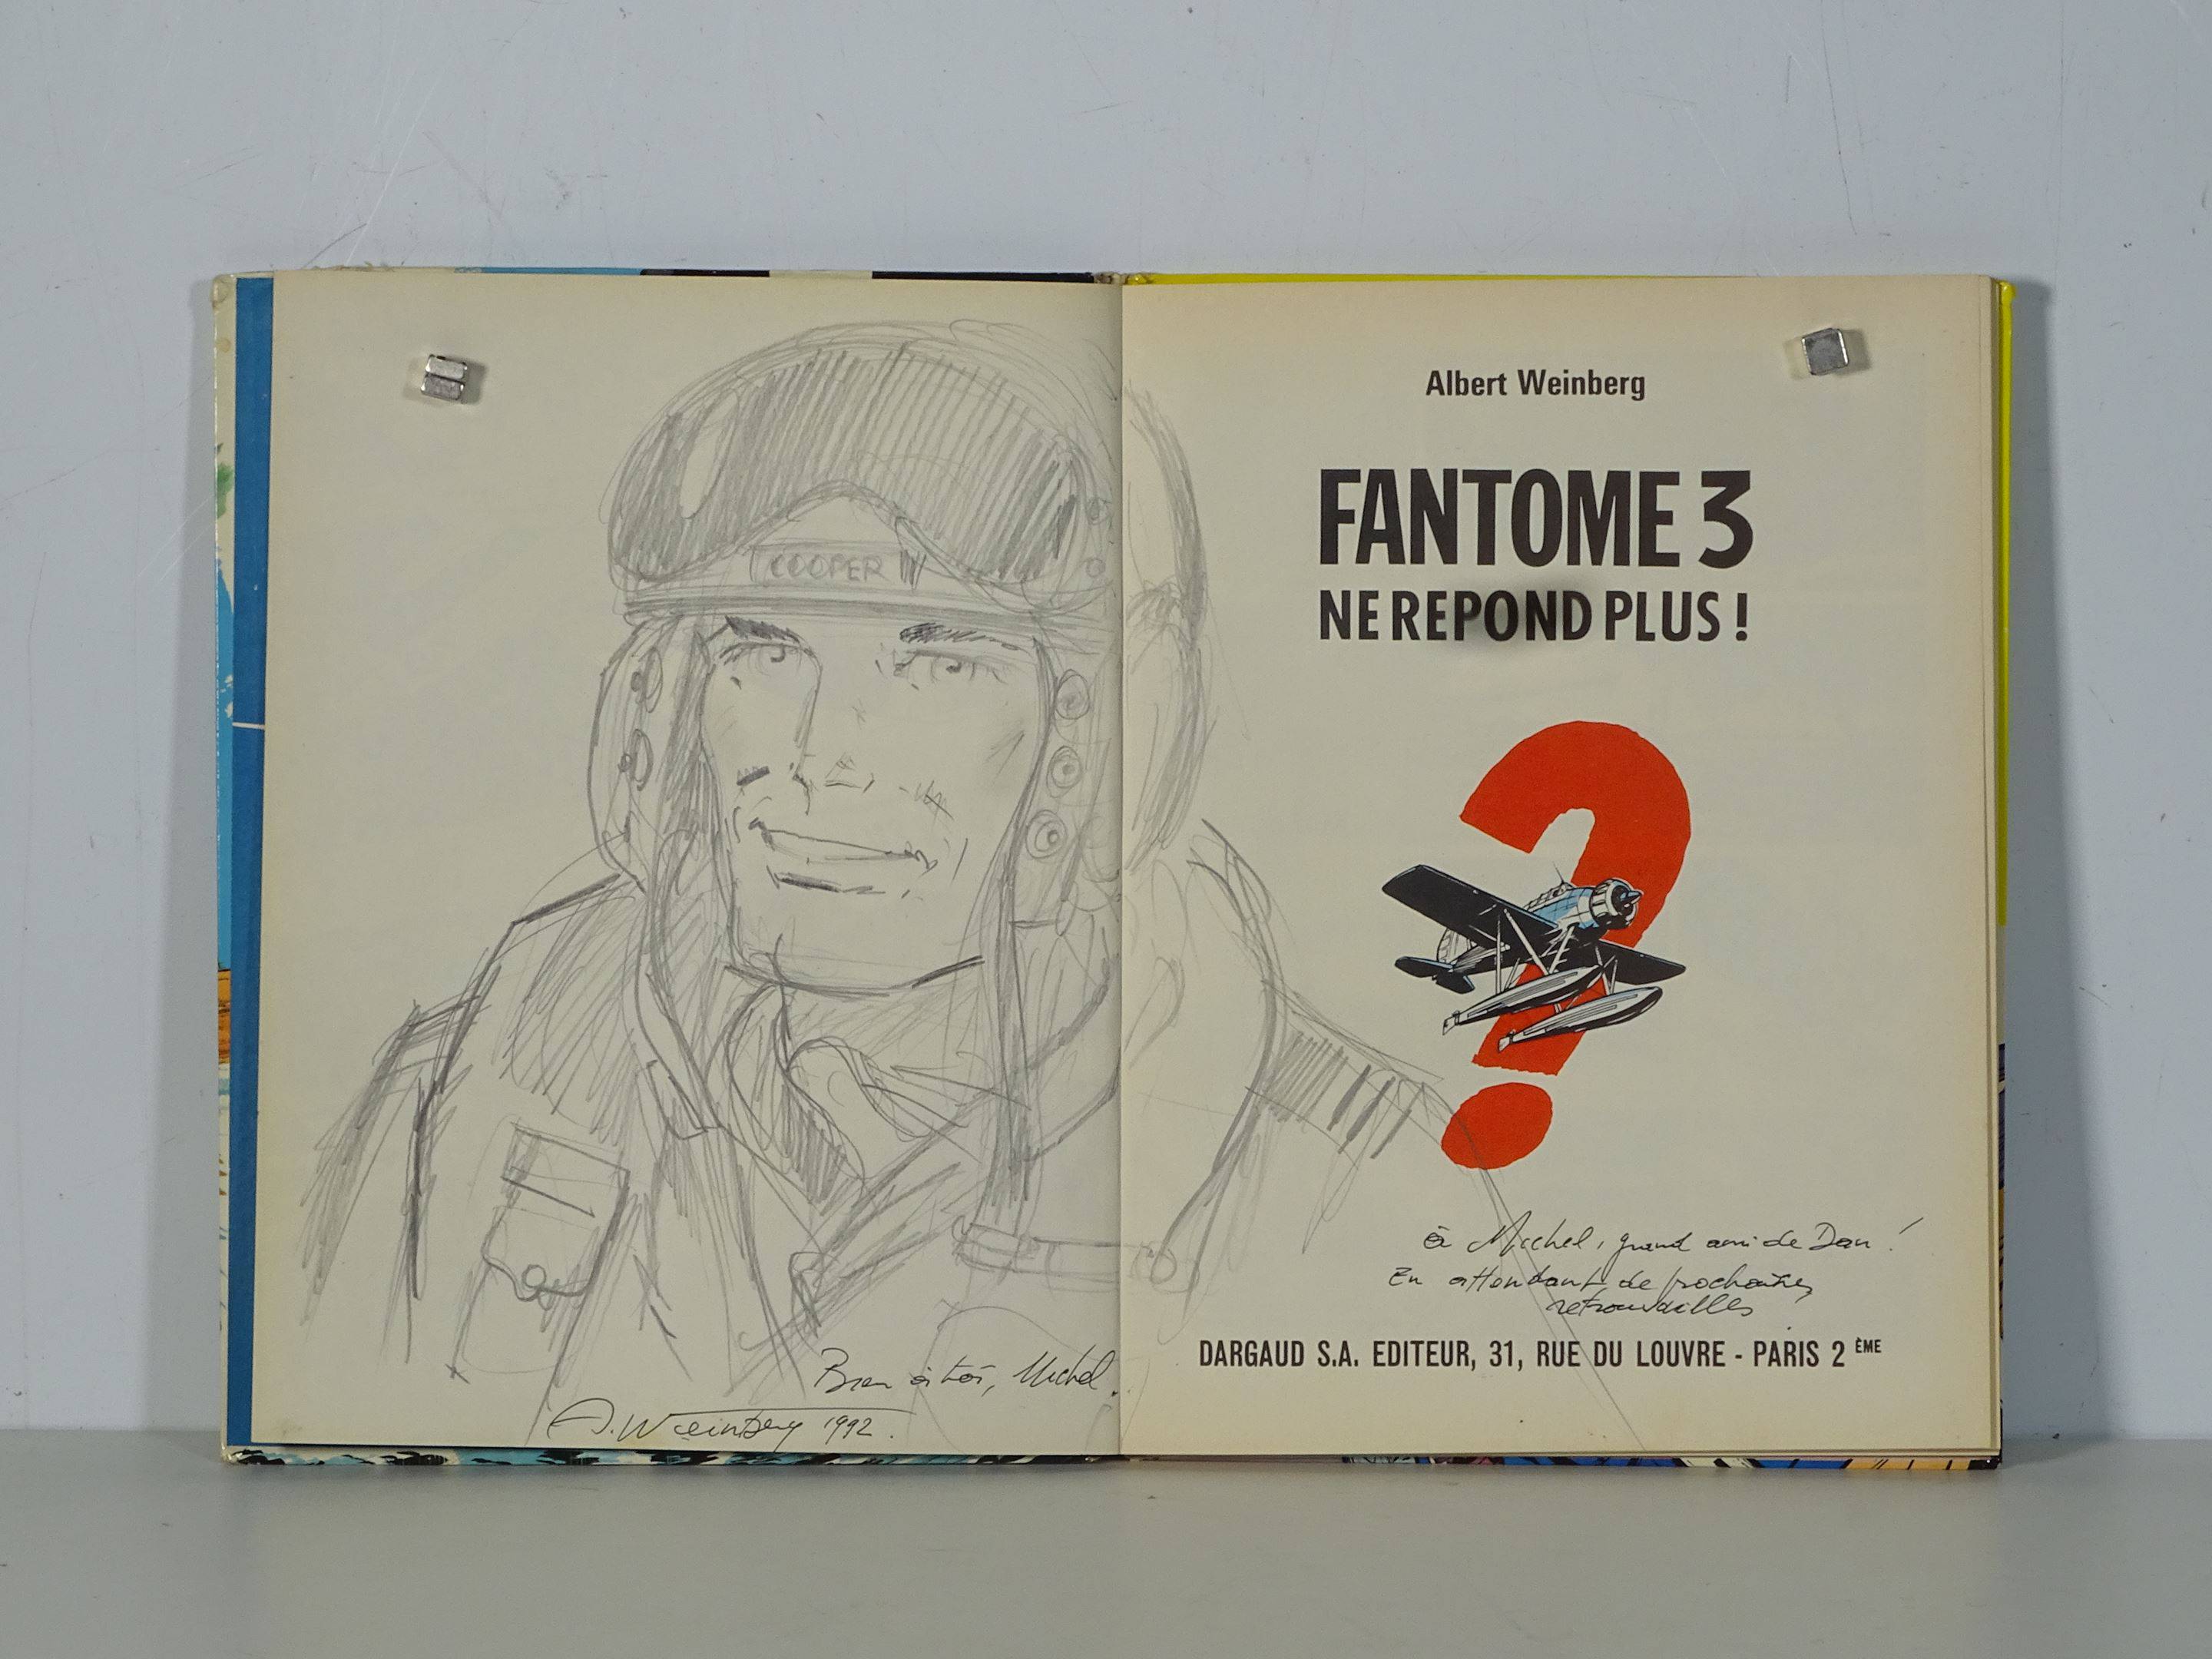 COOPER
Bien à toi, Michel.
A. Weinberg 1992.
Albert Weinberg
FANTOME 3
NE REPOND PLUS !
à Michel, grand ami de Dan !
En attendant de prochaines
retrouvailles
DARGAUD S.A. EDITEUR, 31, RUE DU LOUVRE - PARIS 2 ÈME